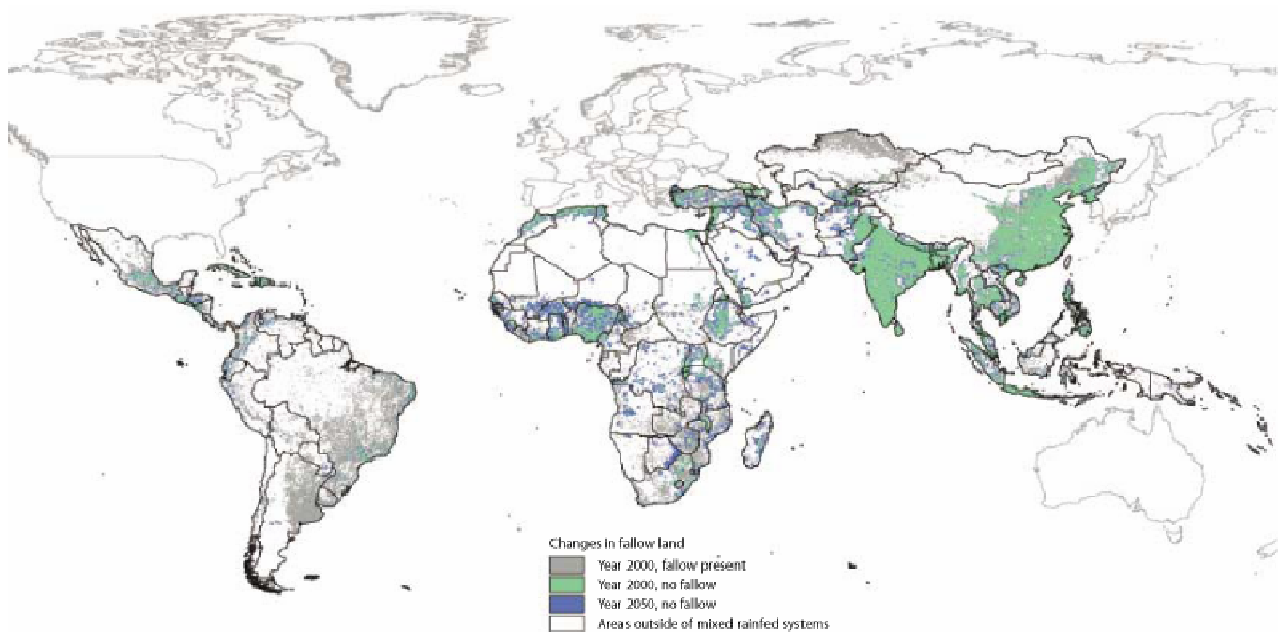 Changes in fallow land
Year 2000, fallow present
Year 2000, no fallow
Year 2050, no fallow
Areas outside of mixed rainfed systems